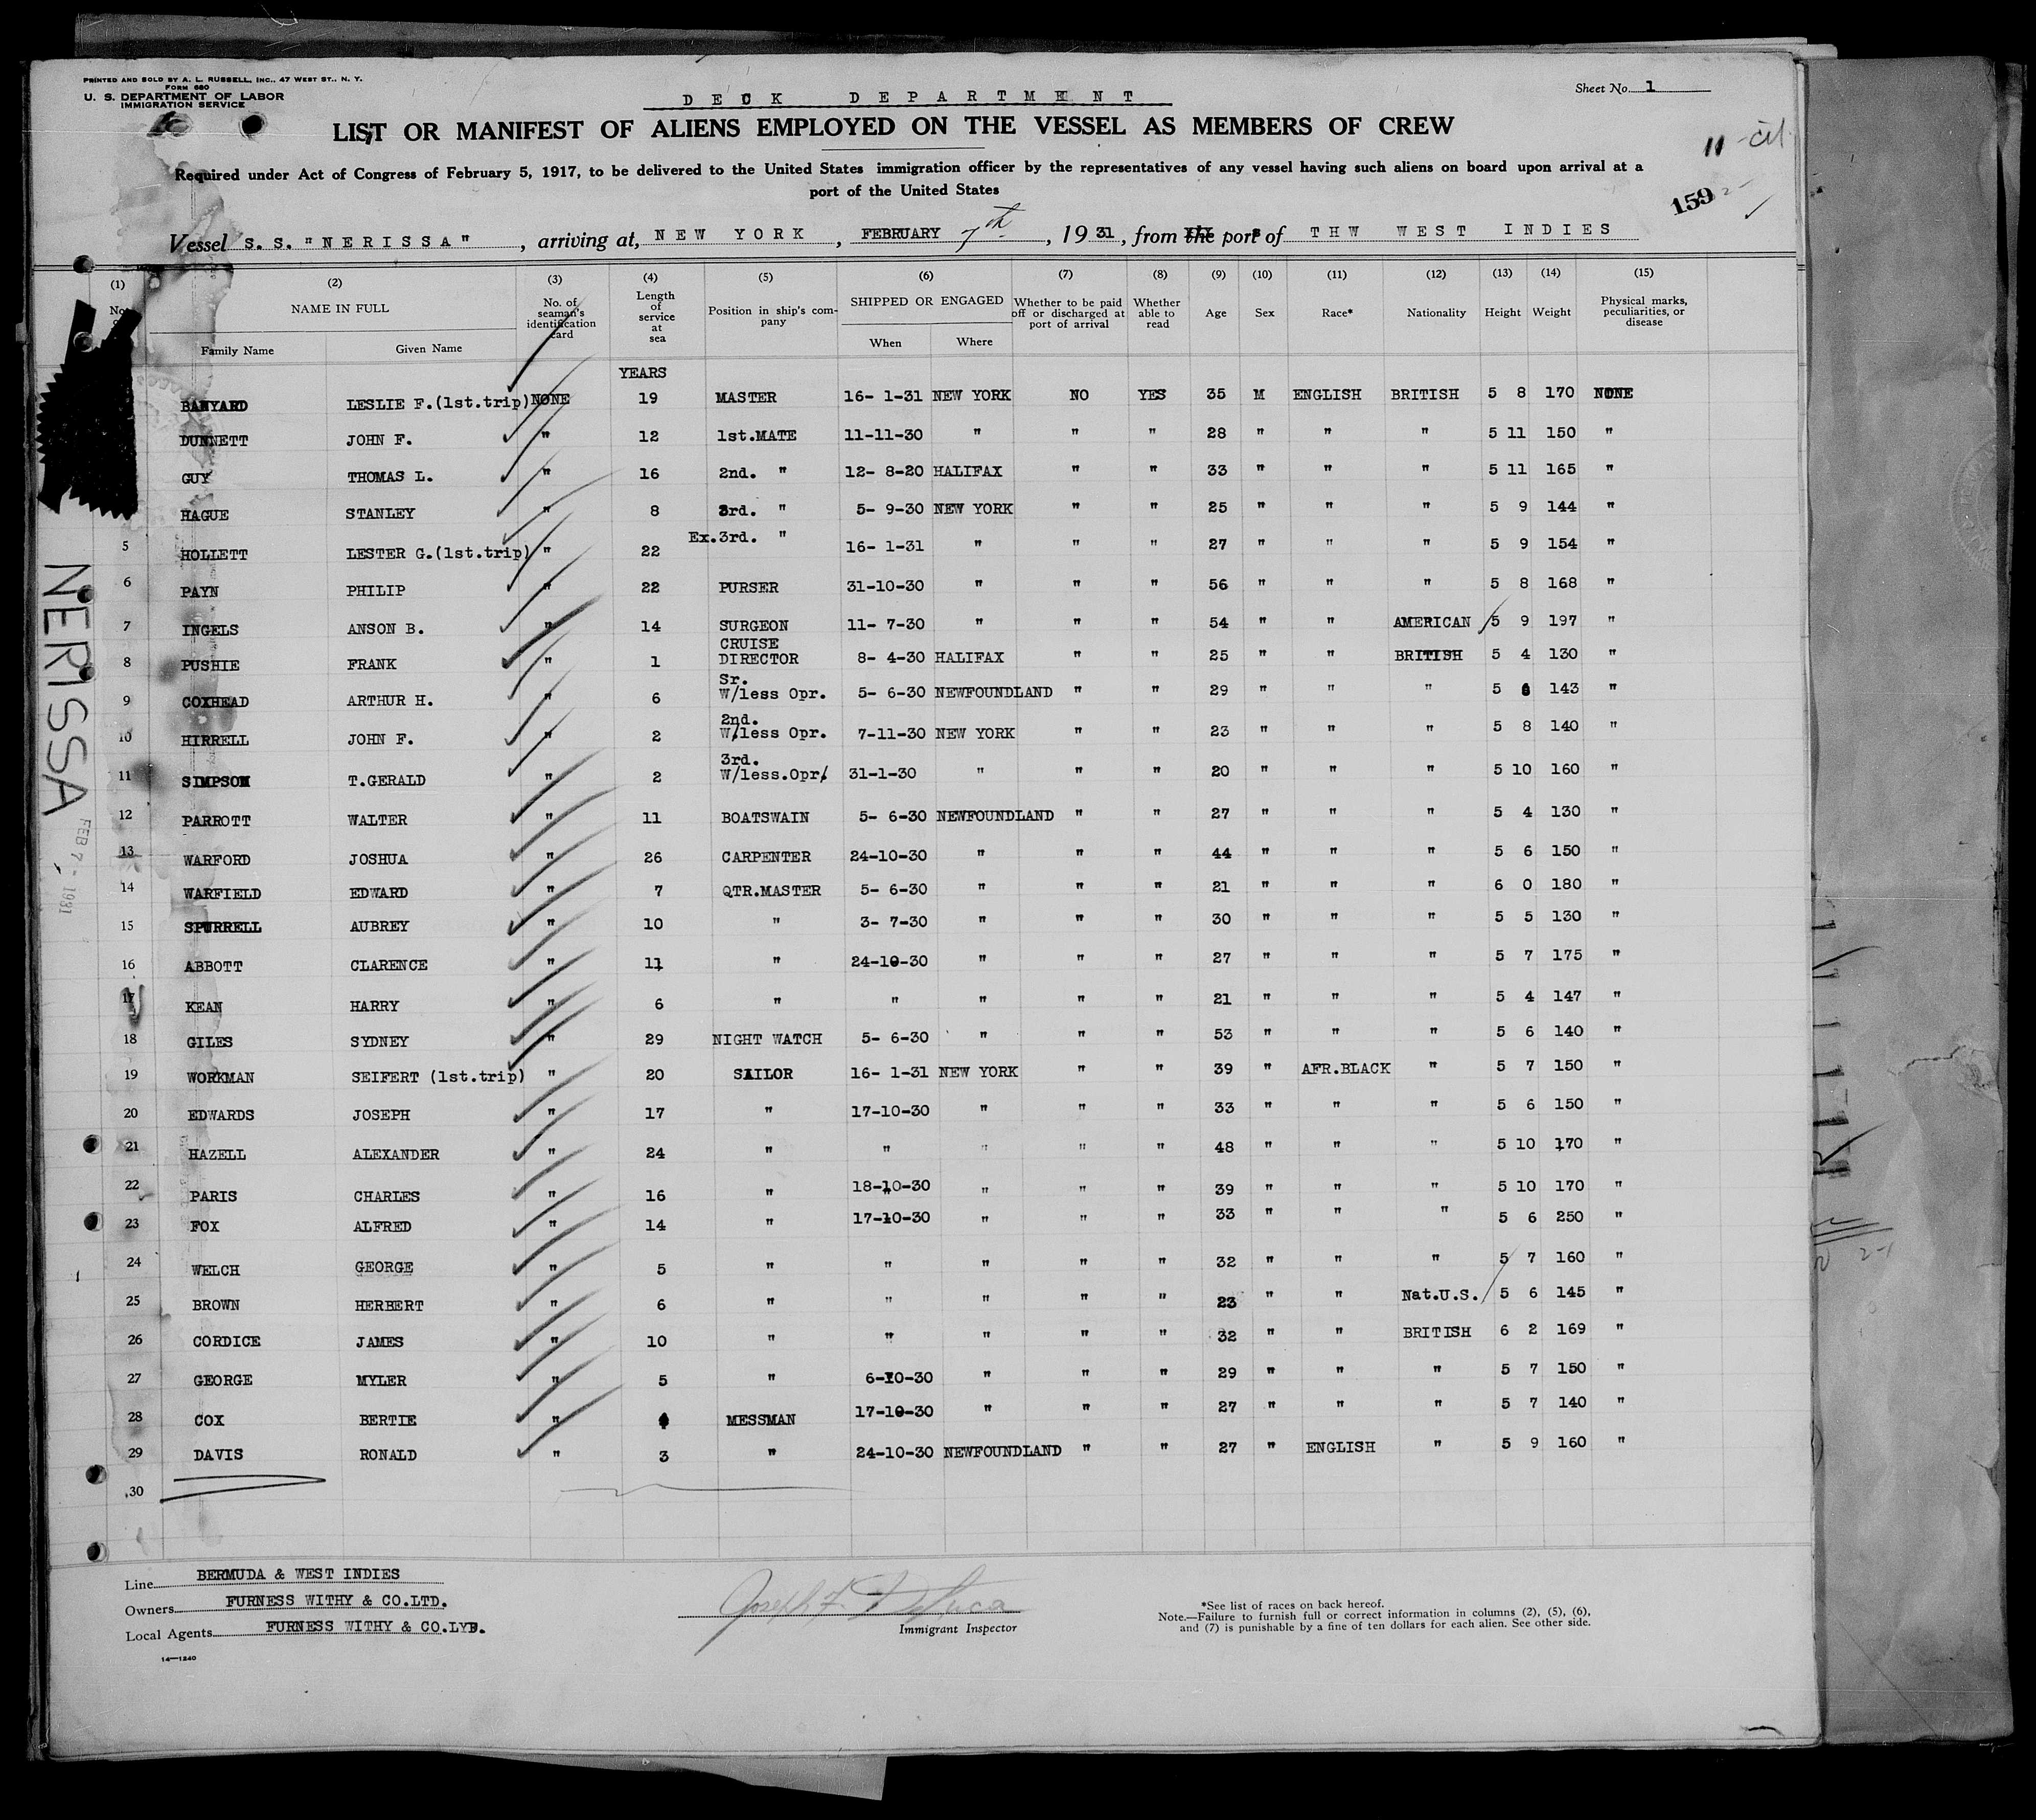 PRINTED AND SOLD BY A. L. RUSSELL, INC., 47 WEST ST., N. Y.
FORM 680
U. S. DEPARTMENT OF LABOR
IMMIGRATION SERVICE
DECK DEPARTMENT
Sheet No. 1
LIST OR MANIFEST OF ALIENS EMPLOYED ON THE VESSEL AS MEMBERS OF CREW
11
Required under Act of Congress of February 5, 1917, to be delivered to the United States immigration officer by the representatives of any vessel having such aliens on board upon arrival at a
port of the United States
159
Vessel S. S. "NERISSA", arriving at, NEW YORK, FEBRUARY 7th, 1931, from the ports of THW WEST INDIES
(1) (2) (3) (4) (5) (6) (7) (8) (9) (10) (11) (12) (13) (14) (15)
No. NAME IN FULL No. of seaman's identification card Length of service at sea Position in ship's company SHIPPED OR ENGAGED Whether to be paid off or discharged at port of arrival Whether able to read Age Sex Race* Nationality Height Weight Physical marks, peculiarities, or disease
Family Name Given Name When Where
YEARS
BANYARD LESLIE F.(1st.trip) NONE 19 MASTER 16- 1-31 NEW YORK NO YES 35 M ENGLISH BRITISH 5 8 170 NONE
DUNNETT JOHN F. " 12 1st.MATE 11-11-30 " " " 28 " " " 5 11 150 "
GUY THOMAS L. " 16 2nd. " 12- 8-20 HALIFAX " " 33 " " " 5 11 165 "
HAGUE STANLEY " 8 3rd. " 5- 9-30 NEW YORK " " 25 " " " 5 9 144 "
5 HOLLETT LESTER G.(1st.trip) " 22 Ex.3rd. " 16- 1-31 " " " 27 " " " 5 9 154 "
6 PAYN PHILIP " 22 PURSER 31-10-30 " " " 56 " " " 5 8 168 "
7 INGELS ANSON B. " 14 SURGEON 11- 7-30 " " " 54 " " AMERICAN 5 9 197 "
8 PUSHIE FRANK " 1 CRUISE DIRECTOR 8- 4-30 HALIFAX " " 25 " " BRITISH 5 4 130 "
9 COXHEAD ARTHUR H. " 6 Sr. W/less Opr. 5- 6-30 NEWFOUNDLAND " " 29 " " " 5 143 "
10 HIRRELL JOHN F. " 2 2nd. W/less Opr. 7-11-30 NEW YORK " " 23 " " " 5 8 140 "
11 SIMPSON T.GERALD " 2 3rd. W/less.Opr. 31-1-30 " " " 20 " " " 5 10 160 "
12 PARROTT WALTER " 11 BOATSWAIN 5- 6-30 NEWFOUNDLAND " " 27 " " " 5 4 130 "
13 WARFORD JOSHUA " 26 CARPENTER 24-10-30 " " " 44 " " " 5 6 150 "
14 WARFIELD EDWARD " 7 QTR.MASTER 5- 6-30 " " " 21 " " " 6 0 180 "
15 SPURRELL AUBREY " 10 " 3- 7-30 " " " 30 " " " 5 5 130 "
16 ABBOTT CLARENCE " 11 " 24-10-30 " " " 27 " " " 5 7 175 "
17 KEAN HARRY " 6 " " " " " 21 " " " 5 4 147 "
18 GILES SYDNEY " 29 NIGHT WATCH 5- 6-30 " " " 53 " " " 5 6 140 "
19 WORKMAN SEIFERT (1st.trip) " 20 SAILOR 16- 1-31 NEW YORK " " 39 " AFR.BLACK " 5 7 150 "
20 EDWARDS JOSEPH " 17 " 17-10-30 " " " 33 " " " 5 6 150 "
21 HAZELL ALEXANDER " 24 " " " " " 48 " " " 5 10 170 "
22 PARIS CHARLES " 16 " 18-10-30 " " " 39 " " " 5 10 170 "
23 FOX ALFRED " 14 " 17-10-30 " " " 33 " " " 5 6 250 "
24 WELCH GEORGE " 5 " " " " " 32 " " " 5 7 160 "
25 BROWN HERBERT " 6 " " " " " 23 " " Nat.U.S. 5 6 145 "
26 CORDICE JAMES " 10 " " " " " 32 " " BRITISH 6 2 169 "
27 GEORGE MYLER " 5 " 6-10-30 " " " 29 " " " 5 7 150 "
28 COX BERTIE " MESSMAN 17-10-30 " " " 27 " " " 5 7 140 "
29 DAVIS RONALD " 3 " 24-10-30 NEWFOUNDLAND " " 27 " ENGLISH " 5 9 160 "
30
NERISSA
FEB 7 - 1931
Line BERMUDA & WEST INDIES
Owners FURNESS WITHY & CO.LTD.
Local Agents FURNESS WITHY & CO.LYD.
14—1240
Joseph F. DeLuca
Immigrant Inspector
*See list of races on back hereof.
Note.—Failure to furnish full or correct information in columns (2), (5), (6),
and (7) is punishable by a fine of ten dollars for each alien. See other side.